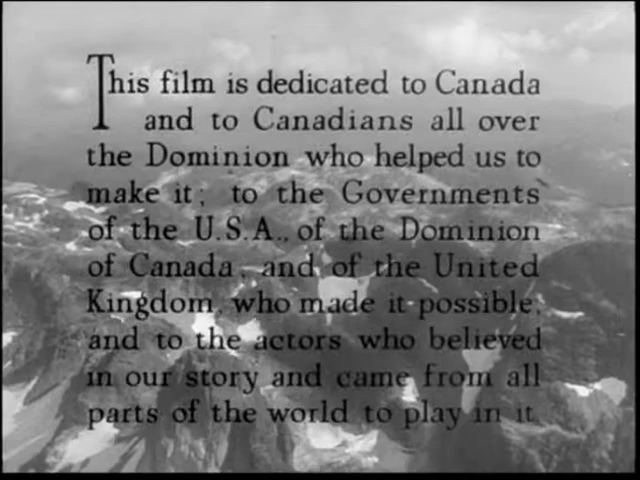 This film is dedicated to Canada
and to Canadians all over
the Dominion who helped us to
make it; to the Governments
of the U.S.A., of the Dominion
of Canada, and of the United
Kingdom, who made it possible,
and to the actors who believed
in our story and came from all
parts of the world to play in it.